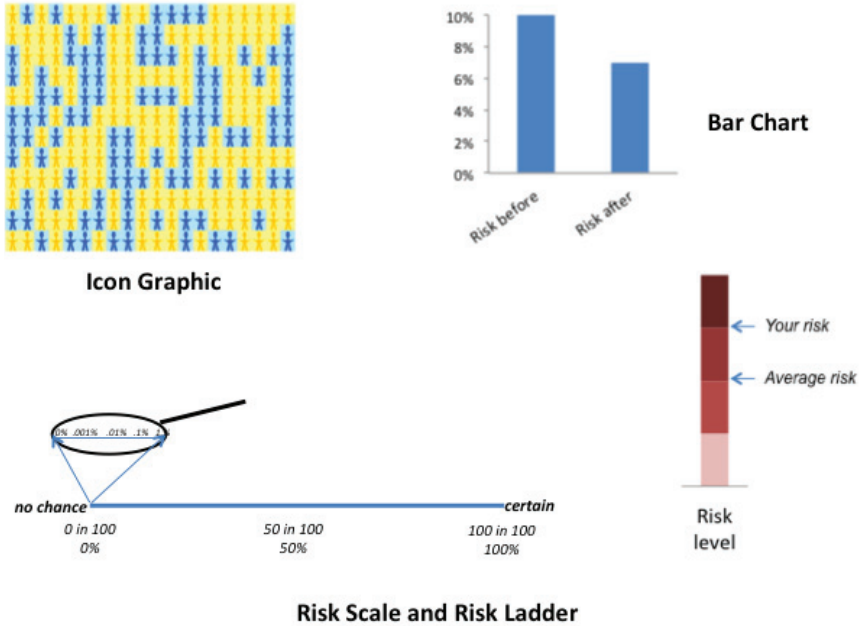 10%
8%
6%
4%
2%
0%
Risk before
Risk after
Bar Chart
Icon Graphic
Your risk
Average risk
Risk
level
0% .001% .01% .1%
no chance
certain
0 in 100
0%
50 in 100
50%
100 in 100
100%
Risk Scale and Risk Ladder